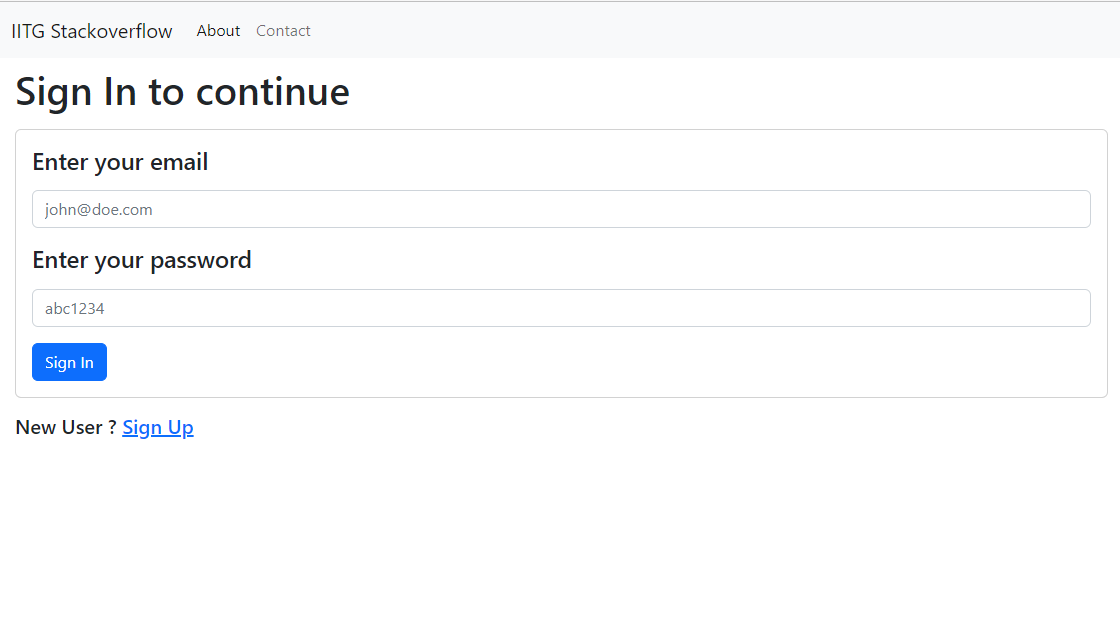 IITG Stackoverflow About Contact
Sign In to continue
Enter your email
john@doe.com
Enter your password
abc1234
Sign In
New User ? Sign Up